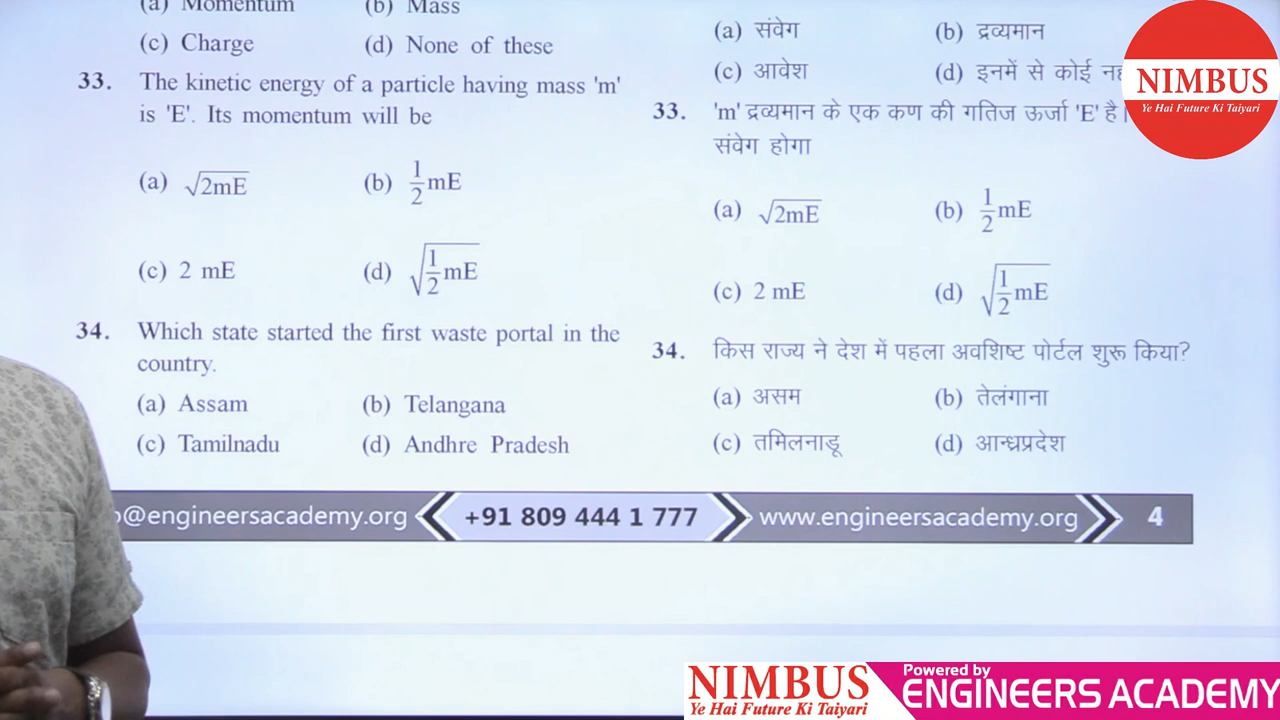 (a) Momentum (b) Mass
(c) Charge (d) None of these
33. The kinetic energy of a particle having mass 'm'
is 'E'. Its momentum will be
(a) √2mE (b) 1/2 mE
(c) 2 mE (d) √1/2 mE
34. Which state started the first waste portal in the
country.
(a) Assam (b) Telangana
(c) Tamilnadu (d) Andhre Pradesh
(a) संवेग (b) द्रव्यमान
(c) आवेश (d) इनमें से कोई
33. 'm' द्रव्यमान के एक कण की गतिज ऊर्जा 'E' है।
संवेग होगा
(a) √2mE (b) 1/2 mE
(c) 2 mE (d) √1/2 mE
34. किस राज्य ने देश में पहला अवशिष्ट पोर्टल शुरू किया?
(a) असम (b) तेलंगाना
(c) तमिलनाडू (d) आन्ध्रप्रदेश
@engineersacademy.org +91 809 444 1 777 www.engineersacademy.org 4
NIMBUS
Ye Hai Future Ki Taiyari
NIMBUS
Ye Hai Future Ki Taiyari
Powered by
ENGINEERS ACADEMY